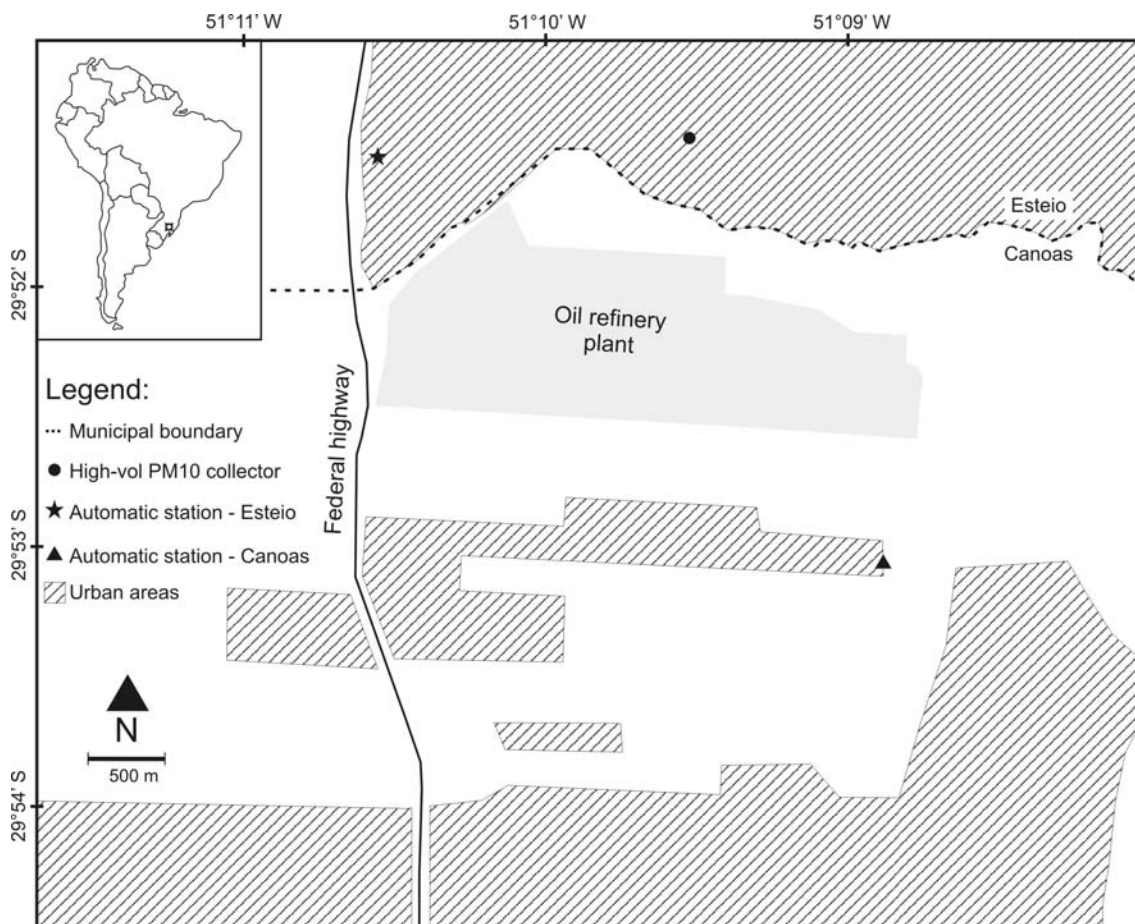 51°11' W
51°10' W
51°09' W
Esteio
Canoas
29°52' S
Oil refinery
plant
Legend:
Municipal boundary
High-vol PM10 collector
Automatic station - Esteio
Automatic station - Canoas
Urban areas
Federal highway
29°53' S
N
500 m
29°54' S